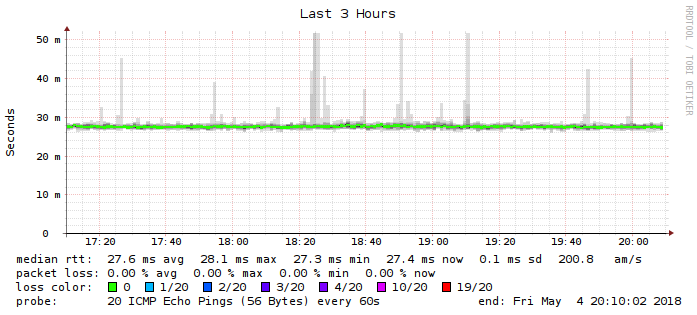 Last 3 Hours
RRDTOOL / TOBI OETIKER
Seconds
50 m
40 m
30 m
20 m
10 m
0
17:20 17:40 18:00 18:20 18:40 19:00 19:20 19:40 20:00
median rtt: 27.6 ms avg 28.1 ms max 27.3 ms min 27.4 ms now 0.1 ms sd 200.8 am/s
packet loss: 0.00 % avg 0.00 % max 0.00 % min 0.00 % now
loss color: 0 1/20 2/20 3/20 4/20 10/20 19/20
probe: 20 ICMP Echo Pings (56 Bytes) every 60s end: Fri May 4 20:10:02 2018